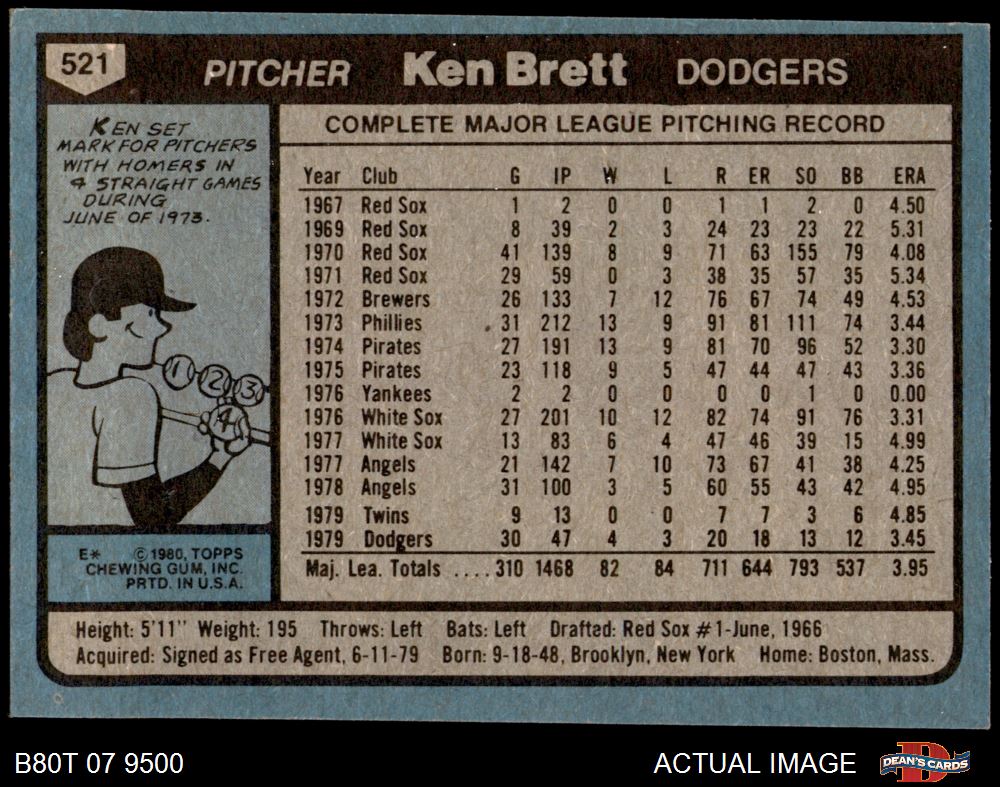 521 PITCHER Ken Brett DODGERS
KEN SET
MARK FOR PITCHERS
WITH HOMERS IN
4 STRAIGHT GAMES
DURING
JUNE OF 1973.
1 2 3
4
E* © 1980, TOPPS
CHEWING GUM, INC.
PRTD. IN U.S.A.
COMPLETE MAJOR LEAGUE PITCHING RECORD
Year Club G IP W L R ER SO BB ERA
1967 Red Sox 1 2 0 0 1 1 2 0 4.50
1969 Red Sox 8 39 2 3 24 23 23 22 5.31
1970 Red Sox 41 139 8 9 71 63 155 79 4.08
1971 Red Sox 29 59 0 3 38 35 57 35 5.34
1972 Brewers 26 133 7 12 76 67 74 49 4.53
1973 Phillies 31 212 13 9 91 81 111 74 3.44
1974 Pirates 27 191 13 9 81 70 96 52 3.30
1975 Pirates 23 118 9 5 47 44 47 43 3.36
1976 Yankees 2 2 0 0 0 0 1 0 0.00
1976 White Sox 27 201 10 12 82 74 91 76 3.31
1977 White Sox 13 83 6 4 47 46 39 15 4.99
1977 Angels 21 142 7 10 73 67 41 38 4.25
1978 Angels 31 100 3 5 60 55 43 42 4.95
1979 Twins 9 13 0 0 7 7 3 6 4.85
1979 Dodgers 30 47 4 3 20 18 13 12 3.45
Maj. Lea. Totals ....310 1468 82 84 711 644 793 537 3.95
Height: 5'11" Weight: 195 Throws: Left Bats: Left Drafted: Red Sox #1-June, 1966
Acquired: Signed as Free Agent, 6-11-79 Born: 9-18-48, Brooklyn, New York Home: Boston, Mass.
B80T 07 9500 ACTUAL IMAGE DEAN'S CARDS